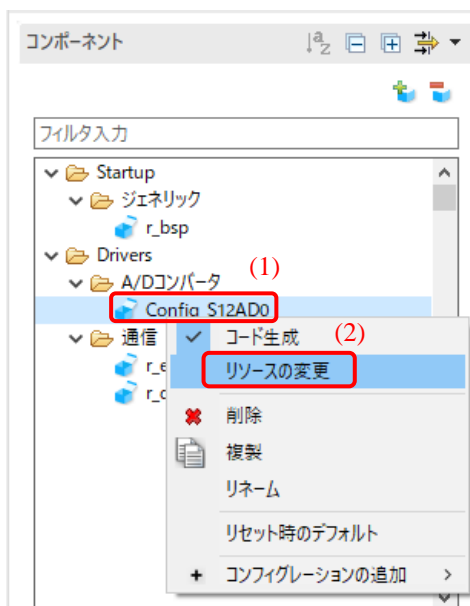 コンポーネント
フィルタ入力
Startup
ジェネリック
r_bsp
Drivers
A/Dコンバータ
(1)
Config_S12AD0
通信
コード生成
(2)
リソースの変更
削除
複製
リネーム
リセット時のデフォルト
コンフィグレーションの追加